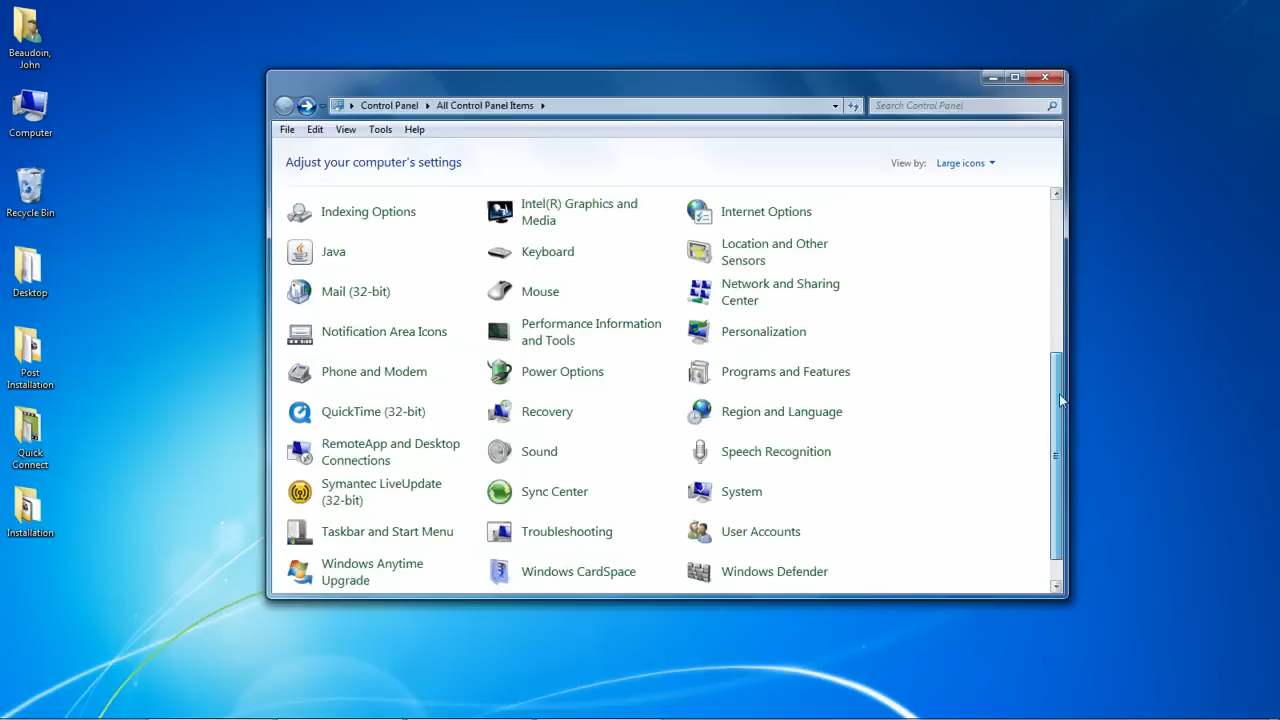 Beaudoin,
John
Computer
Recycle Bin
Desktop
Post
Installation
Quick
Connect
Installation
Control Panel
All Control Panel Items
Search Control Panel
File Edit View Tools Help
Adjust your computer's settings
View by: Large icons
Indexing Options
Intel(R) Graphics and
Media
Internet Options
Java
Keyboard
Location and Other
Sensors
Mail (32-bit)
Mouse
Network and Sharing
Center
Notification Area Icons
Performance Information
and Tools
Personalization
Phone and Modem
Power Options
Programs and Features
QuickTime (32-bit)
Recovery
Region and Language
RemoteApp and Desktop
Connections
Sound
Speech Recognition
Symantec LiveUpdate
(32-bit)
Sync Center
System
Taskbar and Start Menu
Troubleshooting
User Accounts
Windows Anytime
Upgrade
Windows CardSpace
Windows Defender